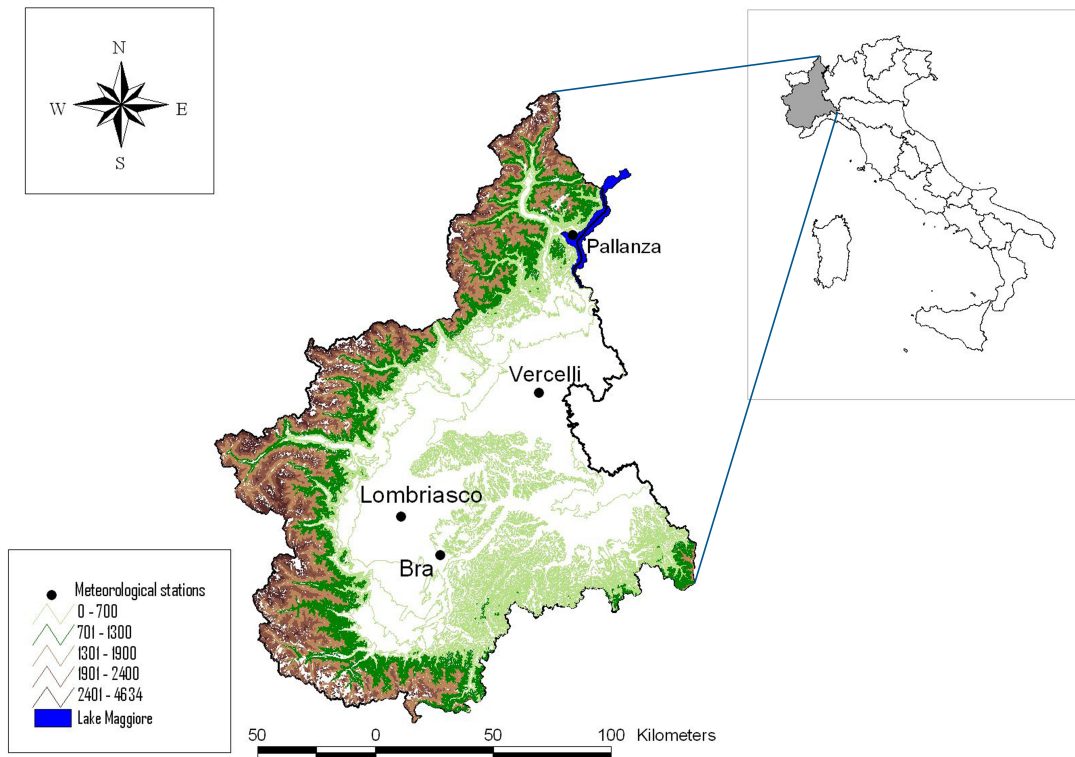 N
W
E
S
Pallanza
Vercelli
Lombriasco
Bra
Meteorological stations
0 - 700
701 - 1300
1301 - 1900
1901 - 2400
2401 - 4634
Lake Maggiore
50 0 50 100 Kilometers